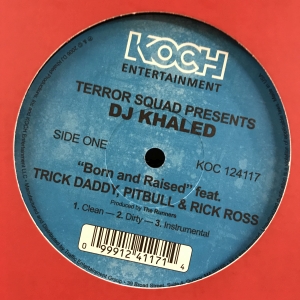 KOCH
ENTERTAINMENT
TERROR SQUAD PRESENTS
DJ KHALED
SIDE ONE
KOC 124117
"Born and Raised" feat.
TRICK DADDY, PITBULL & RICK ROSS
Produced by The Runners
1. Clean — 2. Dirty — 3. Instrumental
0 99912 41171 4